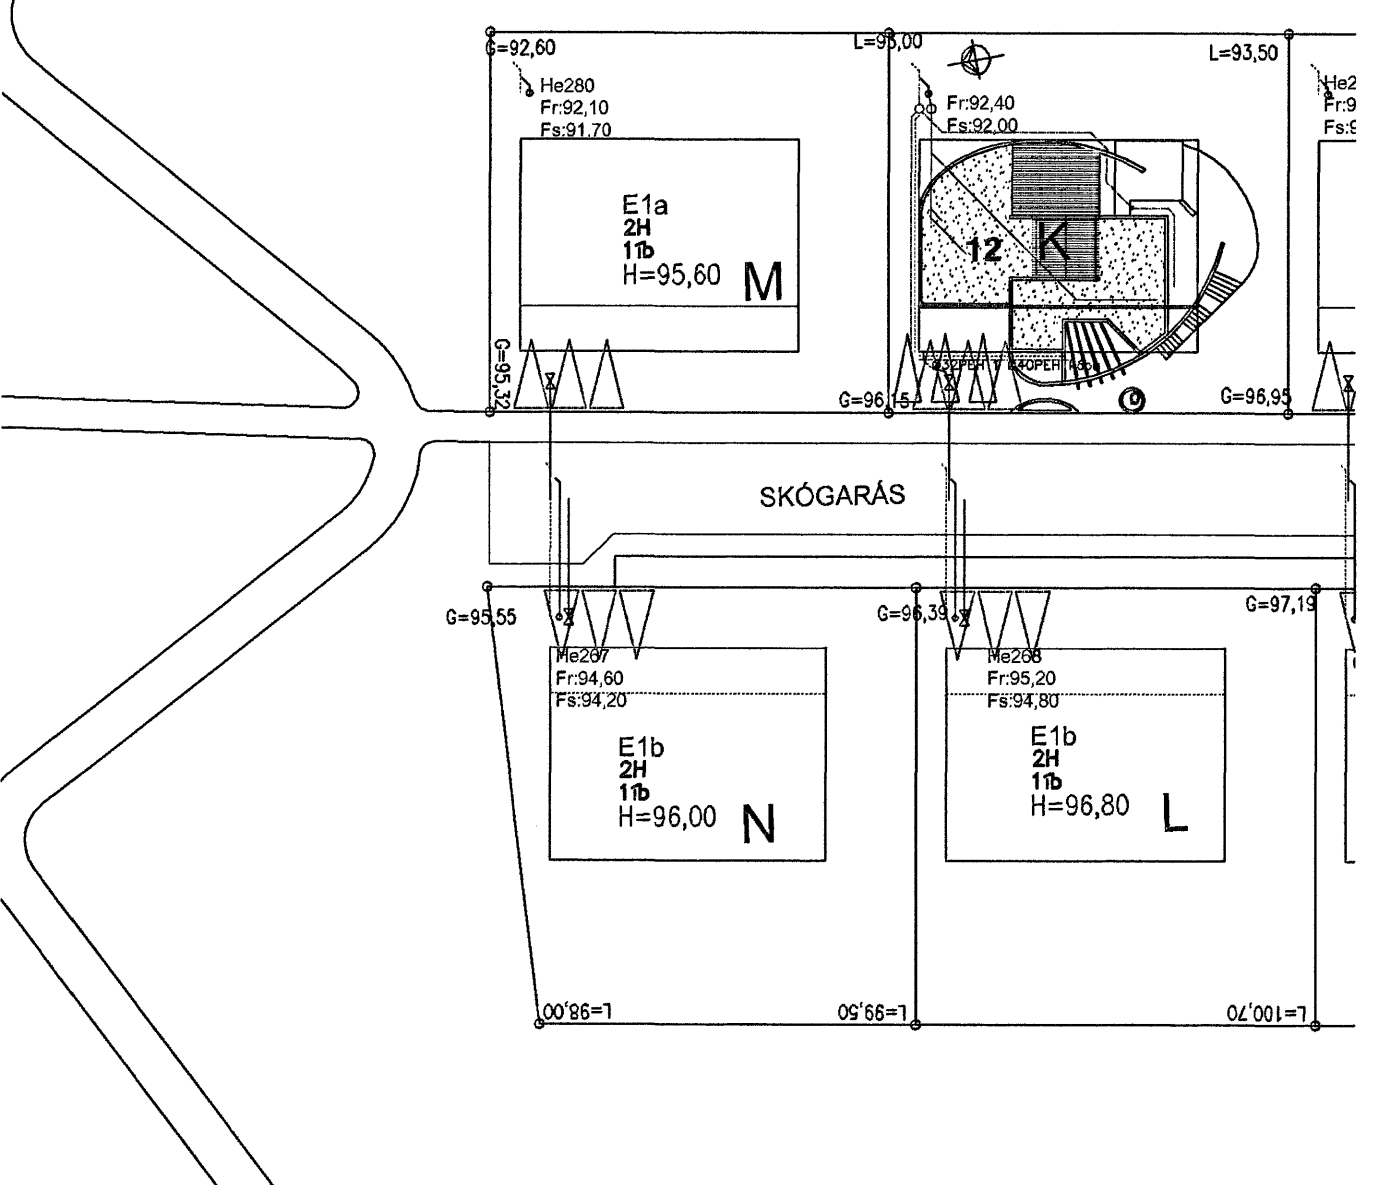 G=92,60
L=93,00
L=93,50
He280
Fr:92,10
Fs:91,70
Fr:92,40
Fs:92,00
E1a
2H
1Íb
H=95,60
M
12
K
G=95,32
G=96,15
G=96,95
SKÓGARÁS
G=95,55
G=96,39
G=97,19
He267
Fr:94,60
Fs:94,20
He268
Fr:95,20
Fs:94,80
E1b
2H
1Íb
H=96,00
N
E1b
2H
1Íb
H=96,80
L
L=98,00
L=99,50
L=100,70